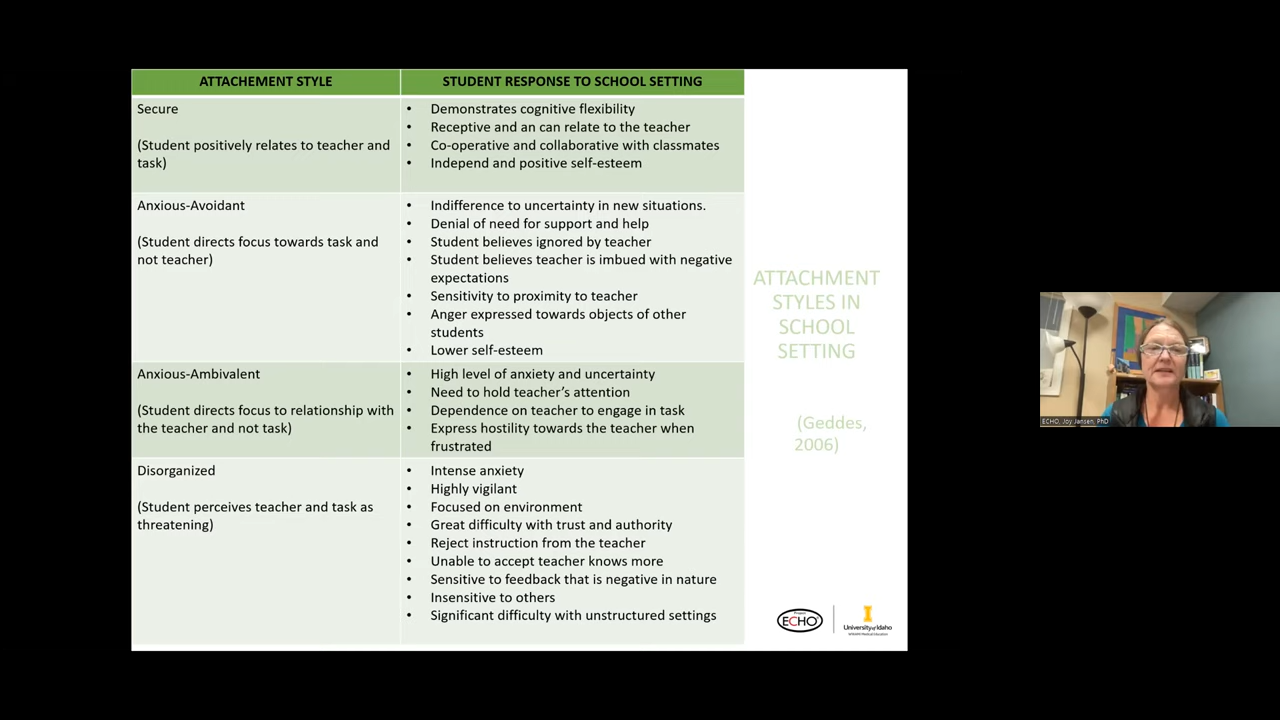 ATTACHEMENT STYLE
STUDENT RESPONSE TO SCHOOL SETTING
Secure
(Student positively relates to teacher and
task)
• Demonstrates cognitive flexibility
• Receptive and an can relate to the teacher
• Co-operative and collaborative with classmates
• Independ and positive self-esteem
Anxious-Avoidant
(Student directs focus towards task and
not teacher)
• Indifference to uncertainty in new situations.
• Denial of need for support and help
• Student believes ignored by teacher
• Student believes teacher is imbued with negative
expectations
• Sensitivity to proximity to teacher
• Anger expressed towards objects of other
students
• Lower self-esteem
Anxious-Ambivalent
(Student directs focus to relationship with
the teacher and not task)
• High level of anxiety and uncertainty
• Need to hold teacher's attention
• Dependence on teacher to engage in task
• Express hostility towards the teacher when
frustrated
Disorganized
(Student perceives teacher and task as
threatening)
• Intense anxiety
• Highly vigilant
• Focused on environment
• Great difficulty with trust and authority
• Reject instruction from the teacher
• Unable to accept teacher knows more
• Sensitive to feedback that is negative in nature
• Insensitive to others
• Significant difficulty with unstructured settings
ATTACHMENT
STYLES IN
SCHOOL
SETTING
(Geddes,
2006)
Project
ECHO
University of Idaho
WWAMI Medical Education
ECHO, Joy Jansen, PhD